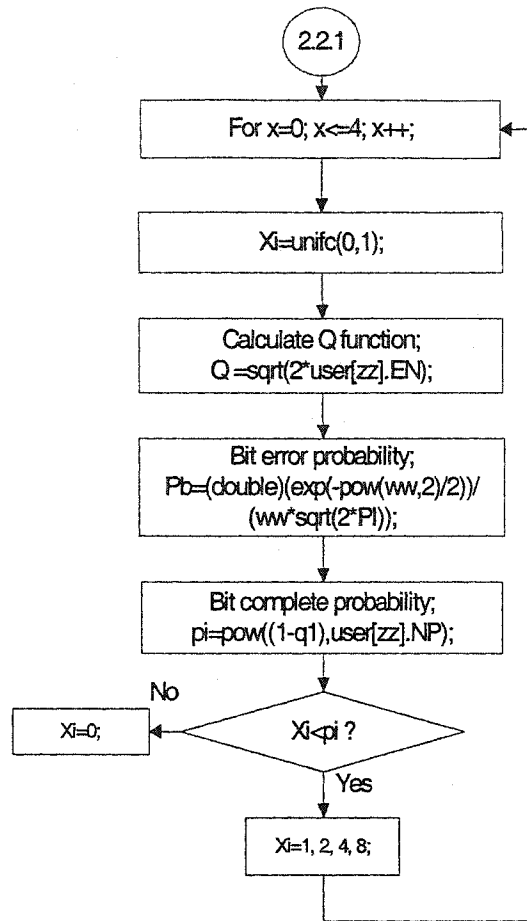 2.2.1
For x=0; x<=4; x++;
Xi=unifc(0,1);
Calculate Q function;
Q =sqrt(2*user[zz].EN);
Bit error probability;
Pb=(double)(exp(-pow(ww,2)/2))/
(ww*sqrt(2*PI));
Bit complete probability;
pi=pow((1-q1),user[zz].NP);
No
Xi=0;
Xi<pi ?
Yes
Xi=1, 2, 4, 8;